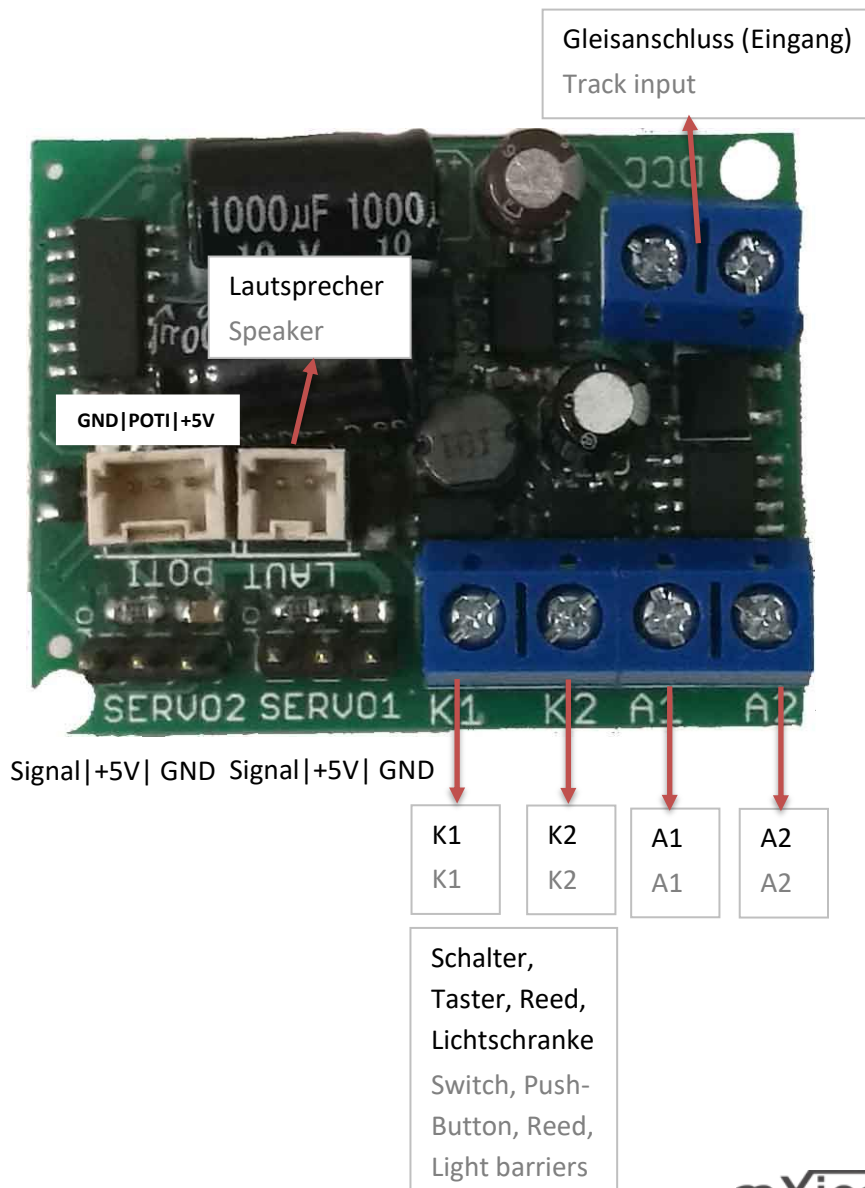 Gleisanschluss (Eingang)
Track input
DCC
1000µF 1000
10 V 10
Lautsprecher
Speaker
GND|POTI|+5V
101
POTI LAUT
SERVO2 SERVO1 K1 K2 A1 A2
Signal|+5V| GND Signal|+5V| GND
K1 K2 A1 A2
K1 K2 A1 A2
Schalter,
Taster, Reed,
Lichtschranke
Switch, Push-
Button, Reed,
Light barriers